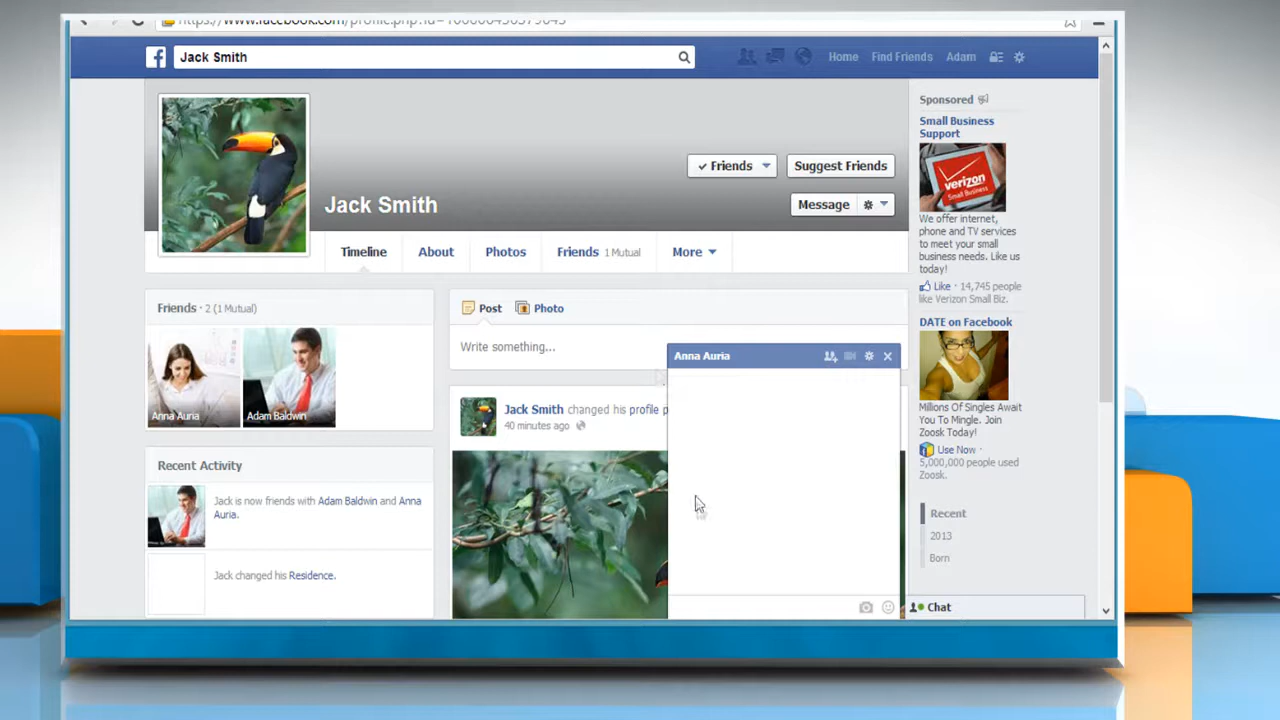 Jack Smith
Home
Find Friends
Adam
Friends
Suggest Friends
Jack Smith
Message
Timeline
About
Photos
Friends 1 Mutual
More
Friends · 2 (1 Mutual)
Anna Auria
Adam Baldwin
Recent Activity
Jack is now friends with Adam Baldwin and Anna
Auria.
Jack changed his Residence.
Post
Photo
Write something...
Jack Smith changed his profile p
40 minutes ago
Anna Auria
Sponsored
Small Business
Support
verizon
Small Business
We offer internet,
phone and TV services
to meet your small
business needs. Like us
today!
Like · 14,745 people
like Verizon Small Biz.
DATE on Facebook
Millions Of Singles Await
You To Mingle. Join
Zoosk Today!
Use Now ·
5,000,000 people used
Zoosk.
Recent
2013
Born
Chat